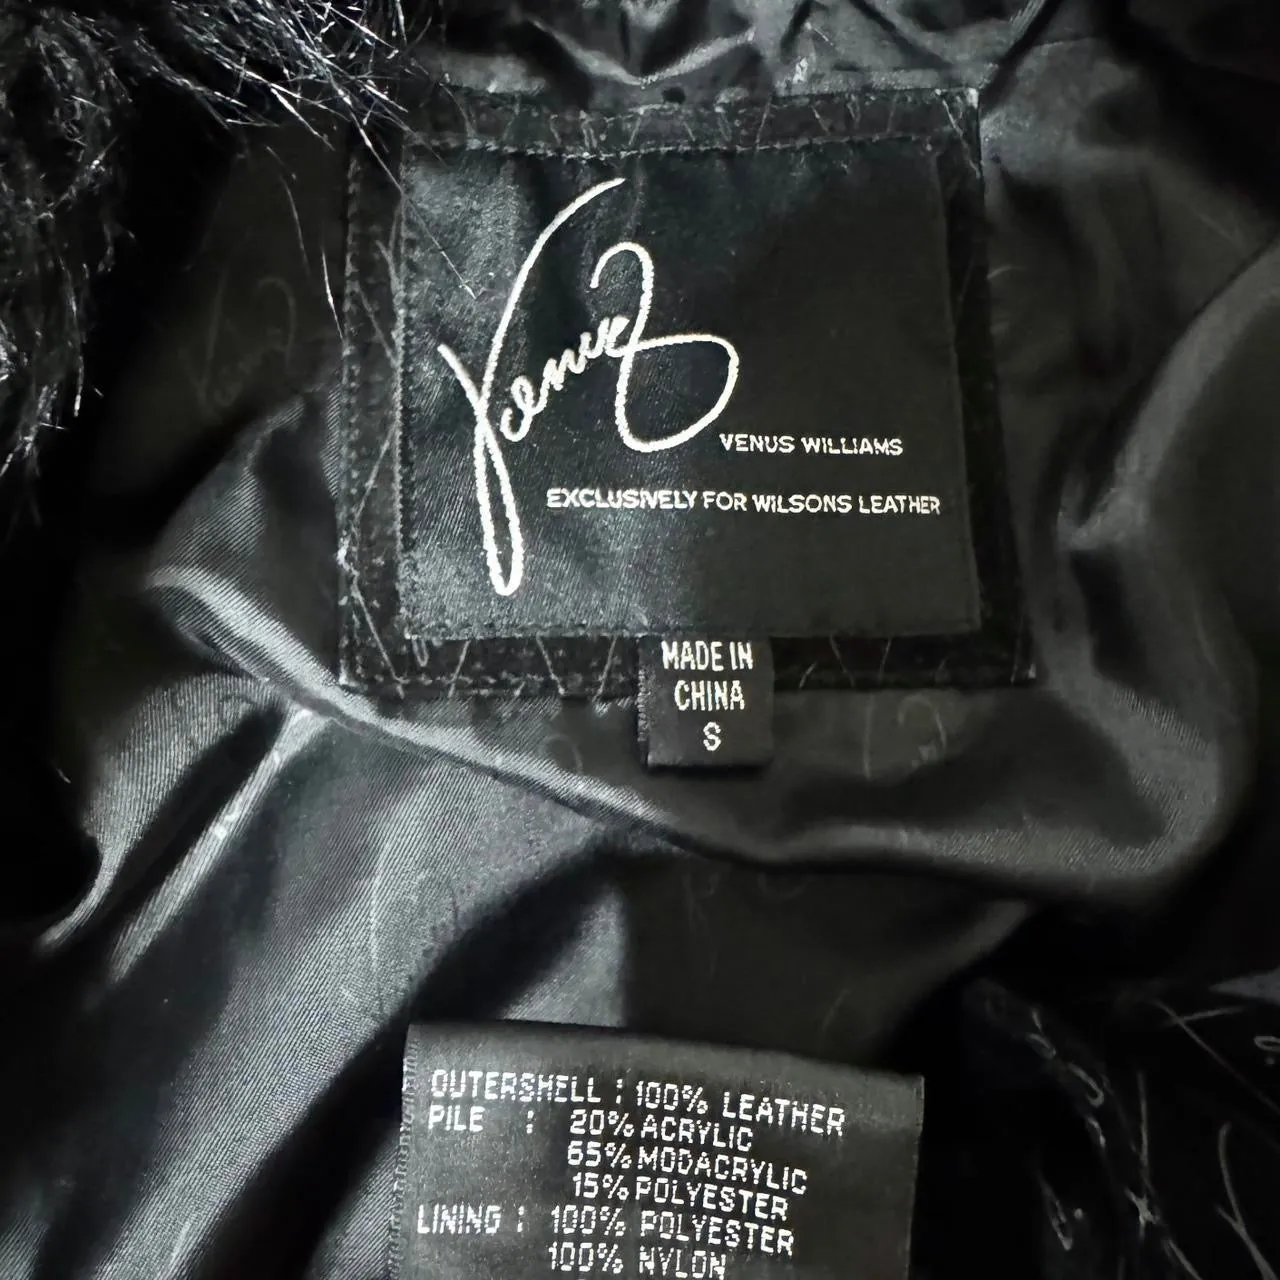 Venus
VENUS WILLIAMS
EXCLUSIVELY FOR WILSONS LEATHER
MADE IN
CHINA
S
OUTERSHELL : 100% LEATHER
PILE : 20% ACRYLIC
65% MODACRYLIC
15% POLYESTER
LINING : 100% POLYESTER
100% NYLON